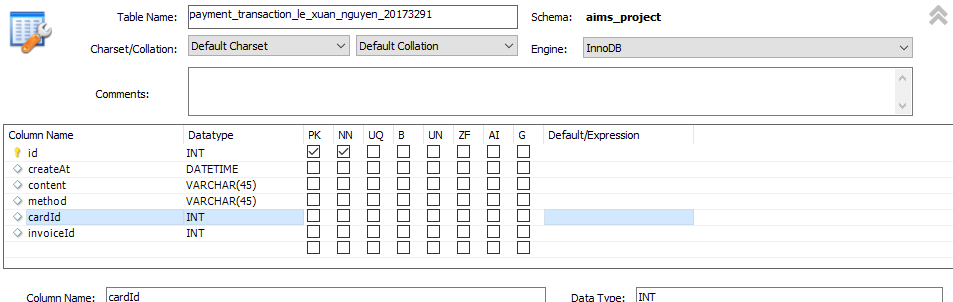 Table Name: payment_transaction_le_xuan_nguyen_20173291 Schema: aims_project
Charset/Collation: Default Charset Default Collation Engine: InnoDB
Comments:
Column Name Datatype PK NN UQ B UN ZF AI G Default/Expression
id INT
createAt DATETIME
content VARCHAR(45)
method VARCHAR(45)
cardId INT
invoiceId INT
Column Name: cardId Data Type: INT